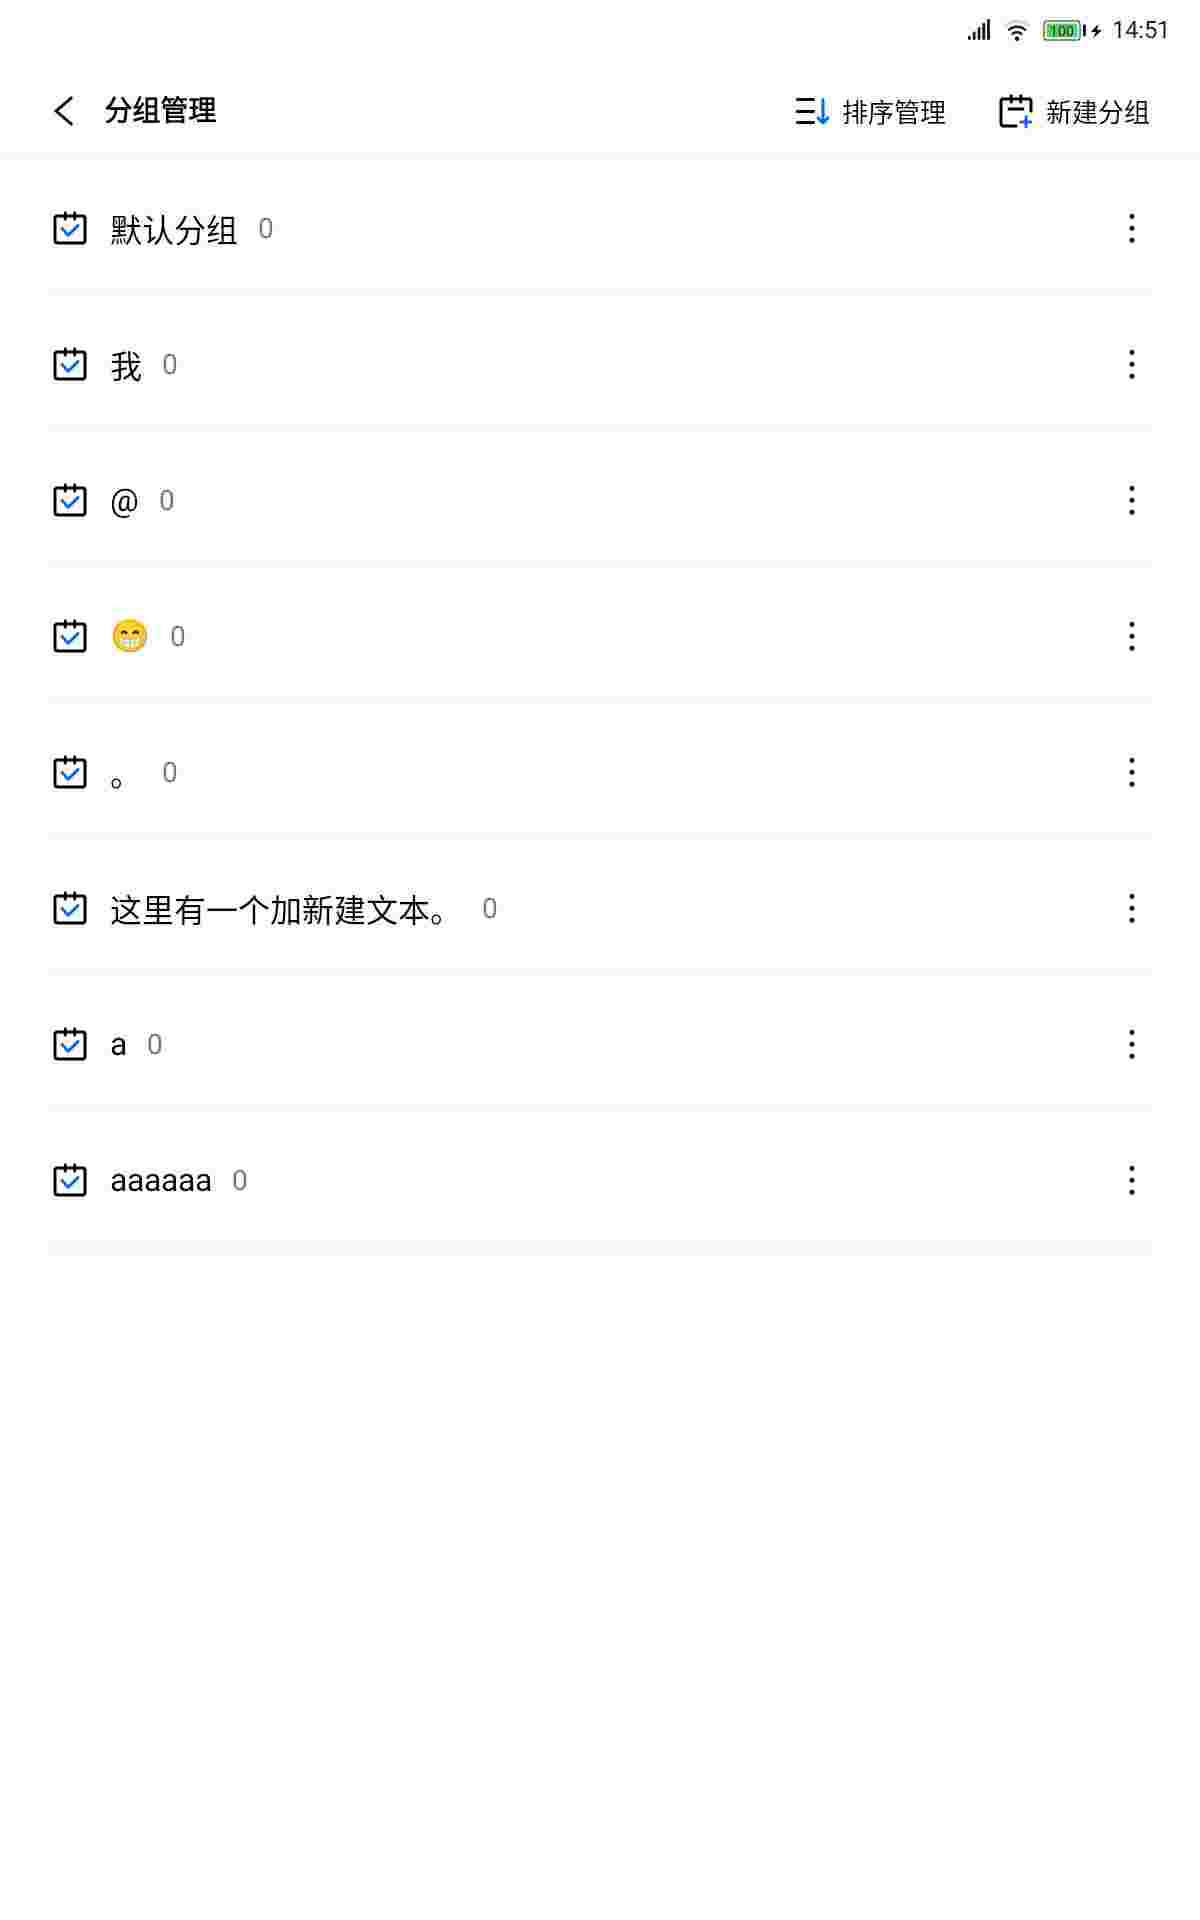 100 14:51
分组管理 排序管理 新建分组
默认分组 0
我 0
@ 0
😁 0
。 0
这里有一个加新建文本。 0
a 0
aaaaaa 0